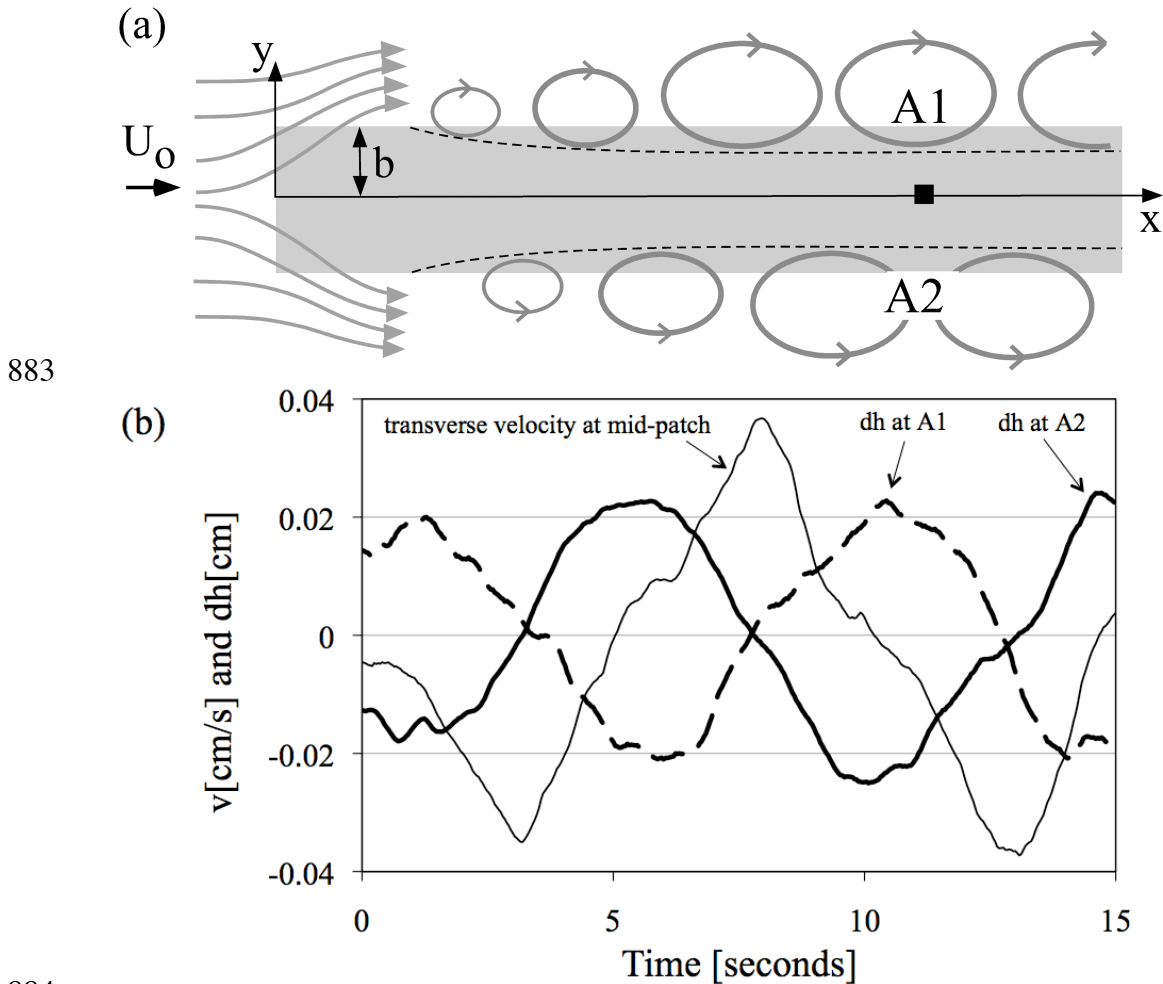 (a)
y
A1
U₀
b
x
A2
883
(b)
0.04
transverse velocity at mid-patch
dh at A1
dh at A2
0.02
0
-0.02
-0.04
v[cm/s] and dh[cm]
0
5
10
15
Time [seconds]